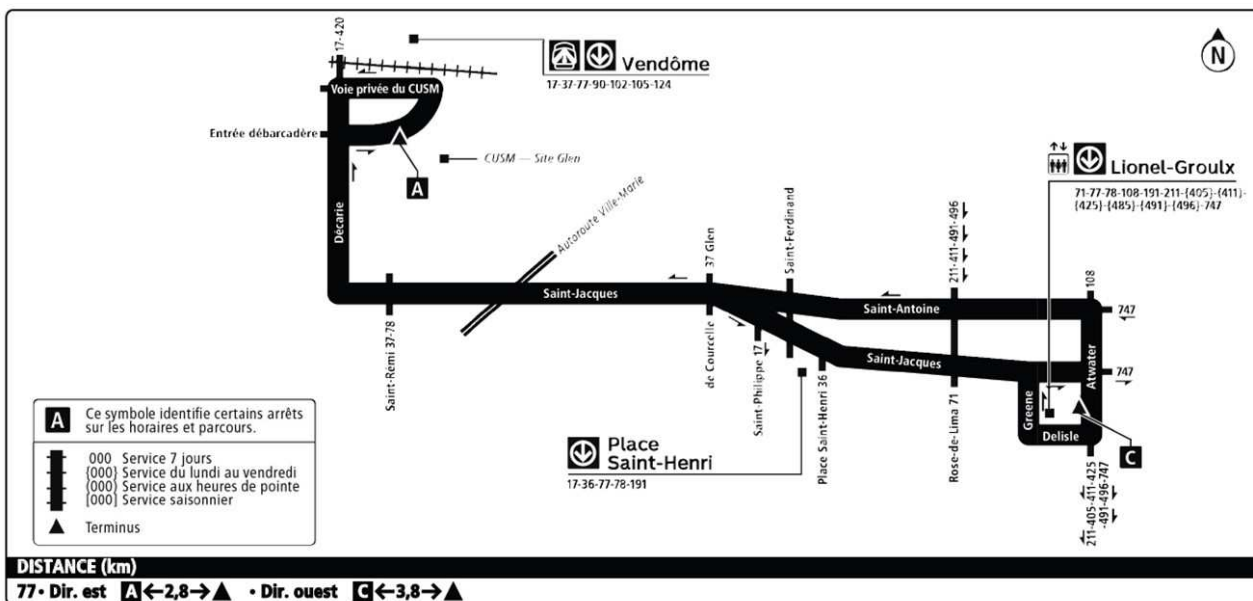 17-420
Vendôme
17-37-77-90-102-105-124
N
Voie privée du CUSM
Entrée débarcadère
CUSM — Site Glen
A
Lionel-Groulx
71-77-78-108-191-211-{405}-{411}-
{425}-{485}-{491}-{496}-747
Décarie
Autoroute Ville-Marie
37 Glen
Saint-Ferdinand
211-411-491-496
108
Saint-Jacques
Saint-Antoine
747
Saint-Rémi 37-78
de Courcelle
Saint-Philippe 17
Saint-Jacques
Atwater
747
Place Saint-Henri 36
Rose-de-Lima 71
Greene
Delisle
C
211-405-411-425
-491-496-747
Place
Saint-Henri
17-36-77-78-191
A Ce symbole identifie certains arrêts
sur les horaires et parcours.
000 Service 7 jours
{000} Service du lundi au vendredi
(000) Service aux heures de pointe
[000] Service saisonnier
Terminus
DISTANCE (km)
77 • Dir. est A ←2,8→▲ • Dir. ouest C ←3,8→▲